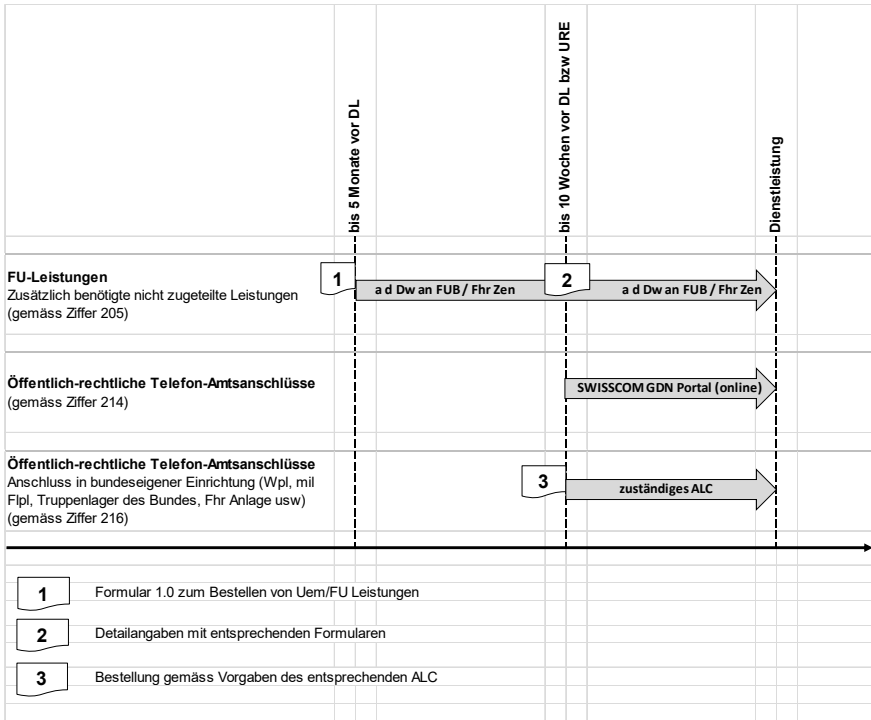 bis 5 Monate vor DL
bis 10 Wochen vor DL bzw URE
Dienstleistung
FU-Leistungen
Zusätzlich benötigte nicht zugeteilte Leistungen
(gemäss Ziffer 205)
1
a d Dw an FUB / Fhr Zen
2
a d Dw an FUB / Fhr Zen
Öffentlich-rechtliche Telefon-Amtsanschlüsse
(gemäss Ziffer 214)
SWISSCOM GDN Portal (online)
Öffentlich-rechtliche Telefon-Amtsanschlüsse
Anschluss in bundeseigener Einrichtung (Wpl, mil
Flpl, Truppenlager des Bundes, Fhr Anlage usw)
(gemäss Ziffer 216)
3
zuständiges ALC
1
Formular 1.0 zum Bestellen von Uem/FU Leistungen
2
Detailangaben mit entsprechenden Formularen
3
Bestellung gemäss Vorgaben des entsprechenden ALC